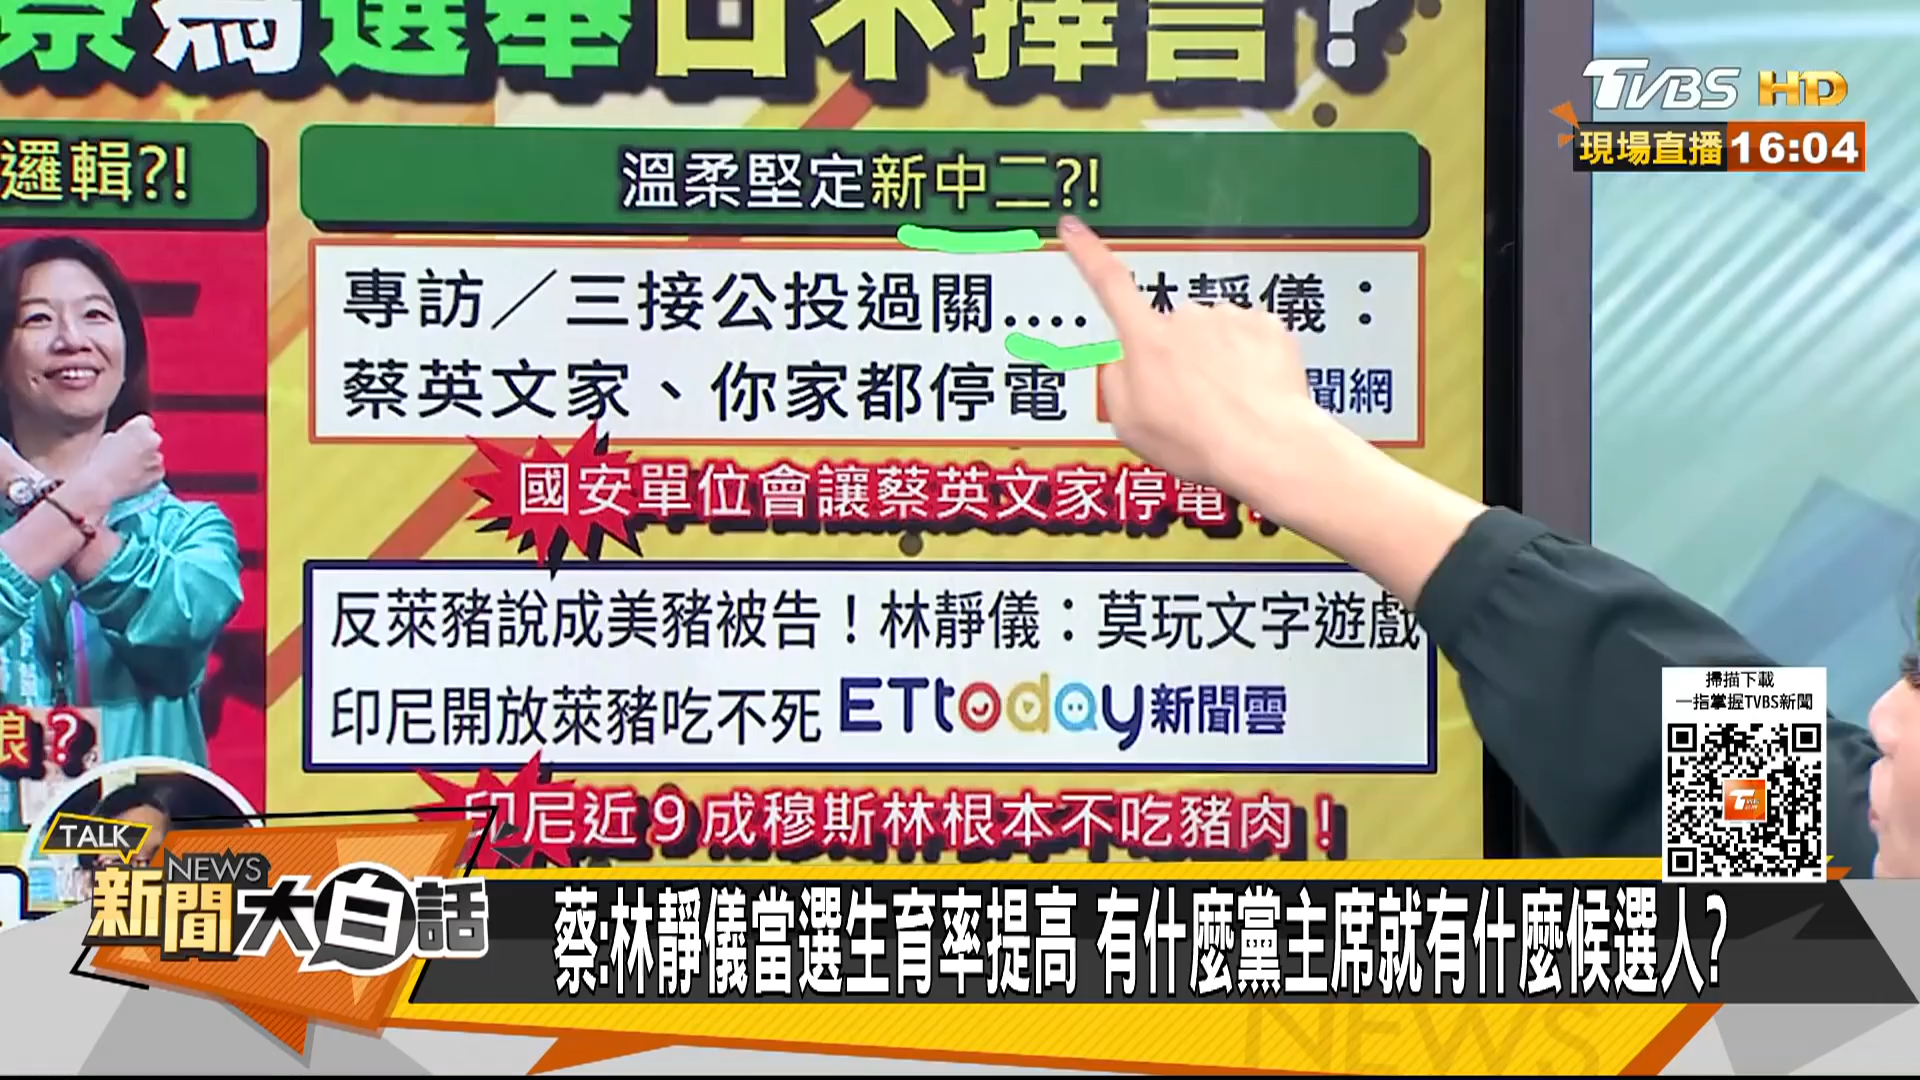 蔡為選舉口不擇言?
TVBS HD
現場直播 16:04
邏輯?!
溫柔堅定新中二?!
專訪／三接公投過關.... 林靜儀：
蔡英文家、你家都停電
聞網
國安單位會讓蔡英文家停電
反萊豬說成美豬被告！林靜儀：莫玩文字遊戲
印尼開放萊豬吃不死 ETtoday新聞雲
印尼近9成穆斯林根本不吃豬肉！
掃描下載
一指掌握TVBS新聞
TALK
NEWS
新聞大白話
蔡:林靜儀當選生育率提高 有什麼黨主席就有什麼候選人?
NEWS